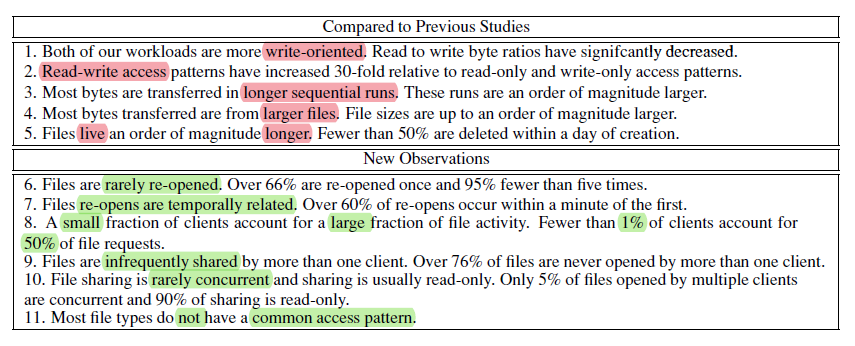 Compared to Previous Studies
1. Both of our workloads are more write-oriented. Read to write byte ratios have signifcantly decreased.
2. Read-write access patterns have increased 30-fold relative to read-only and write-only access patterns.
3. Most bytes are transferred in longer sequential runs. These runs are an order of magnitude larger.
4. Most bytes transferred are from larger files. File sizes are up to an order of magnitude larger.
5. Files live an order of magnitude longer. Fewer than 50% are deleted within a day of creation.
New Observations
6. Files are rarely re-opened. Over 66% are re-opened once and 95% fewer than five times.
7. Files re-opens are temporally related. Over 60% of re-opens occur within a minute of the first.
8. A small fraction of clients account for a large fraction of file activity. Fewer than 1% of clients account for
50% of file requests.
9. Files are infrequently shared by more than one client. Over 76% of files are never opened by more than one client.
10. File sharing is rarely concurrent and sharing is usually read-only. Only 5% of files opened by multiple clients
are concurrent and 90% of sharing is read-only.
11. Most file types do not have a common access pattern.